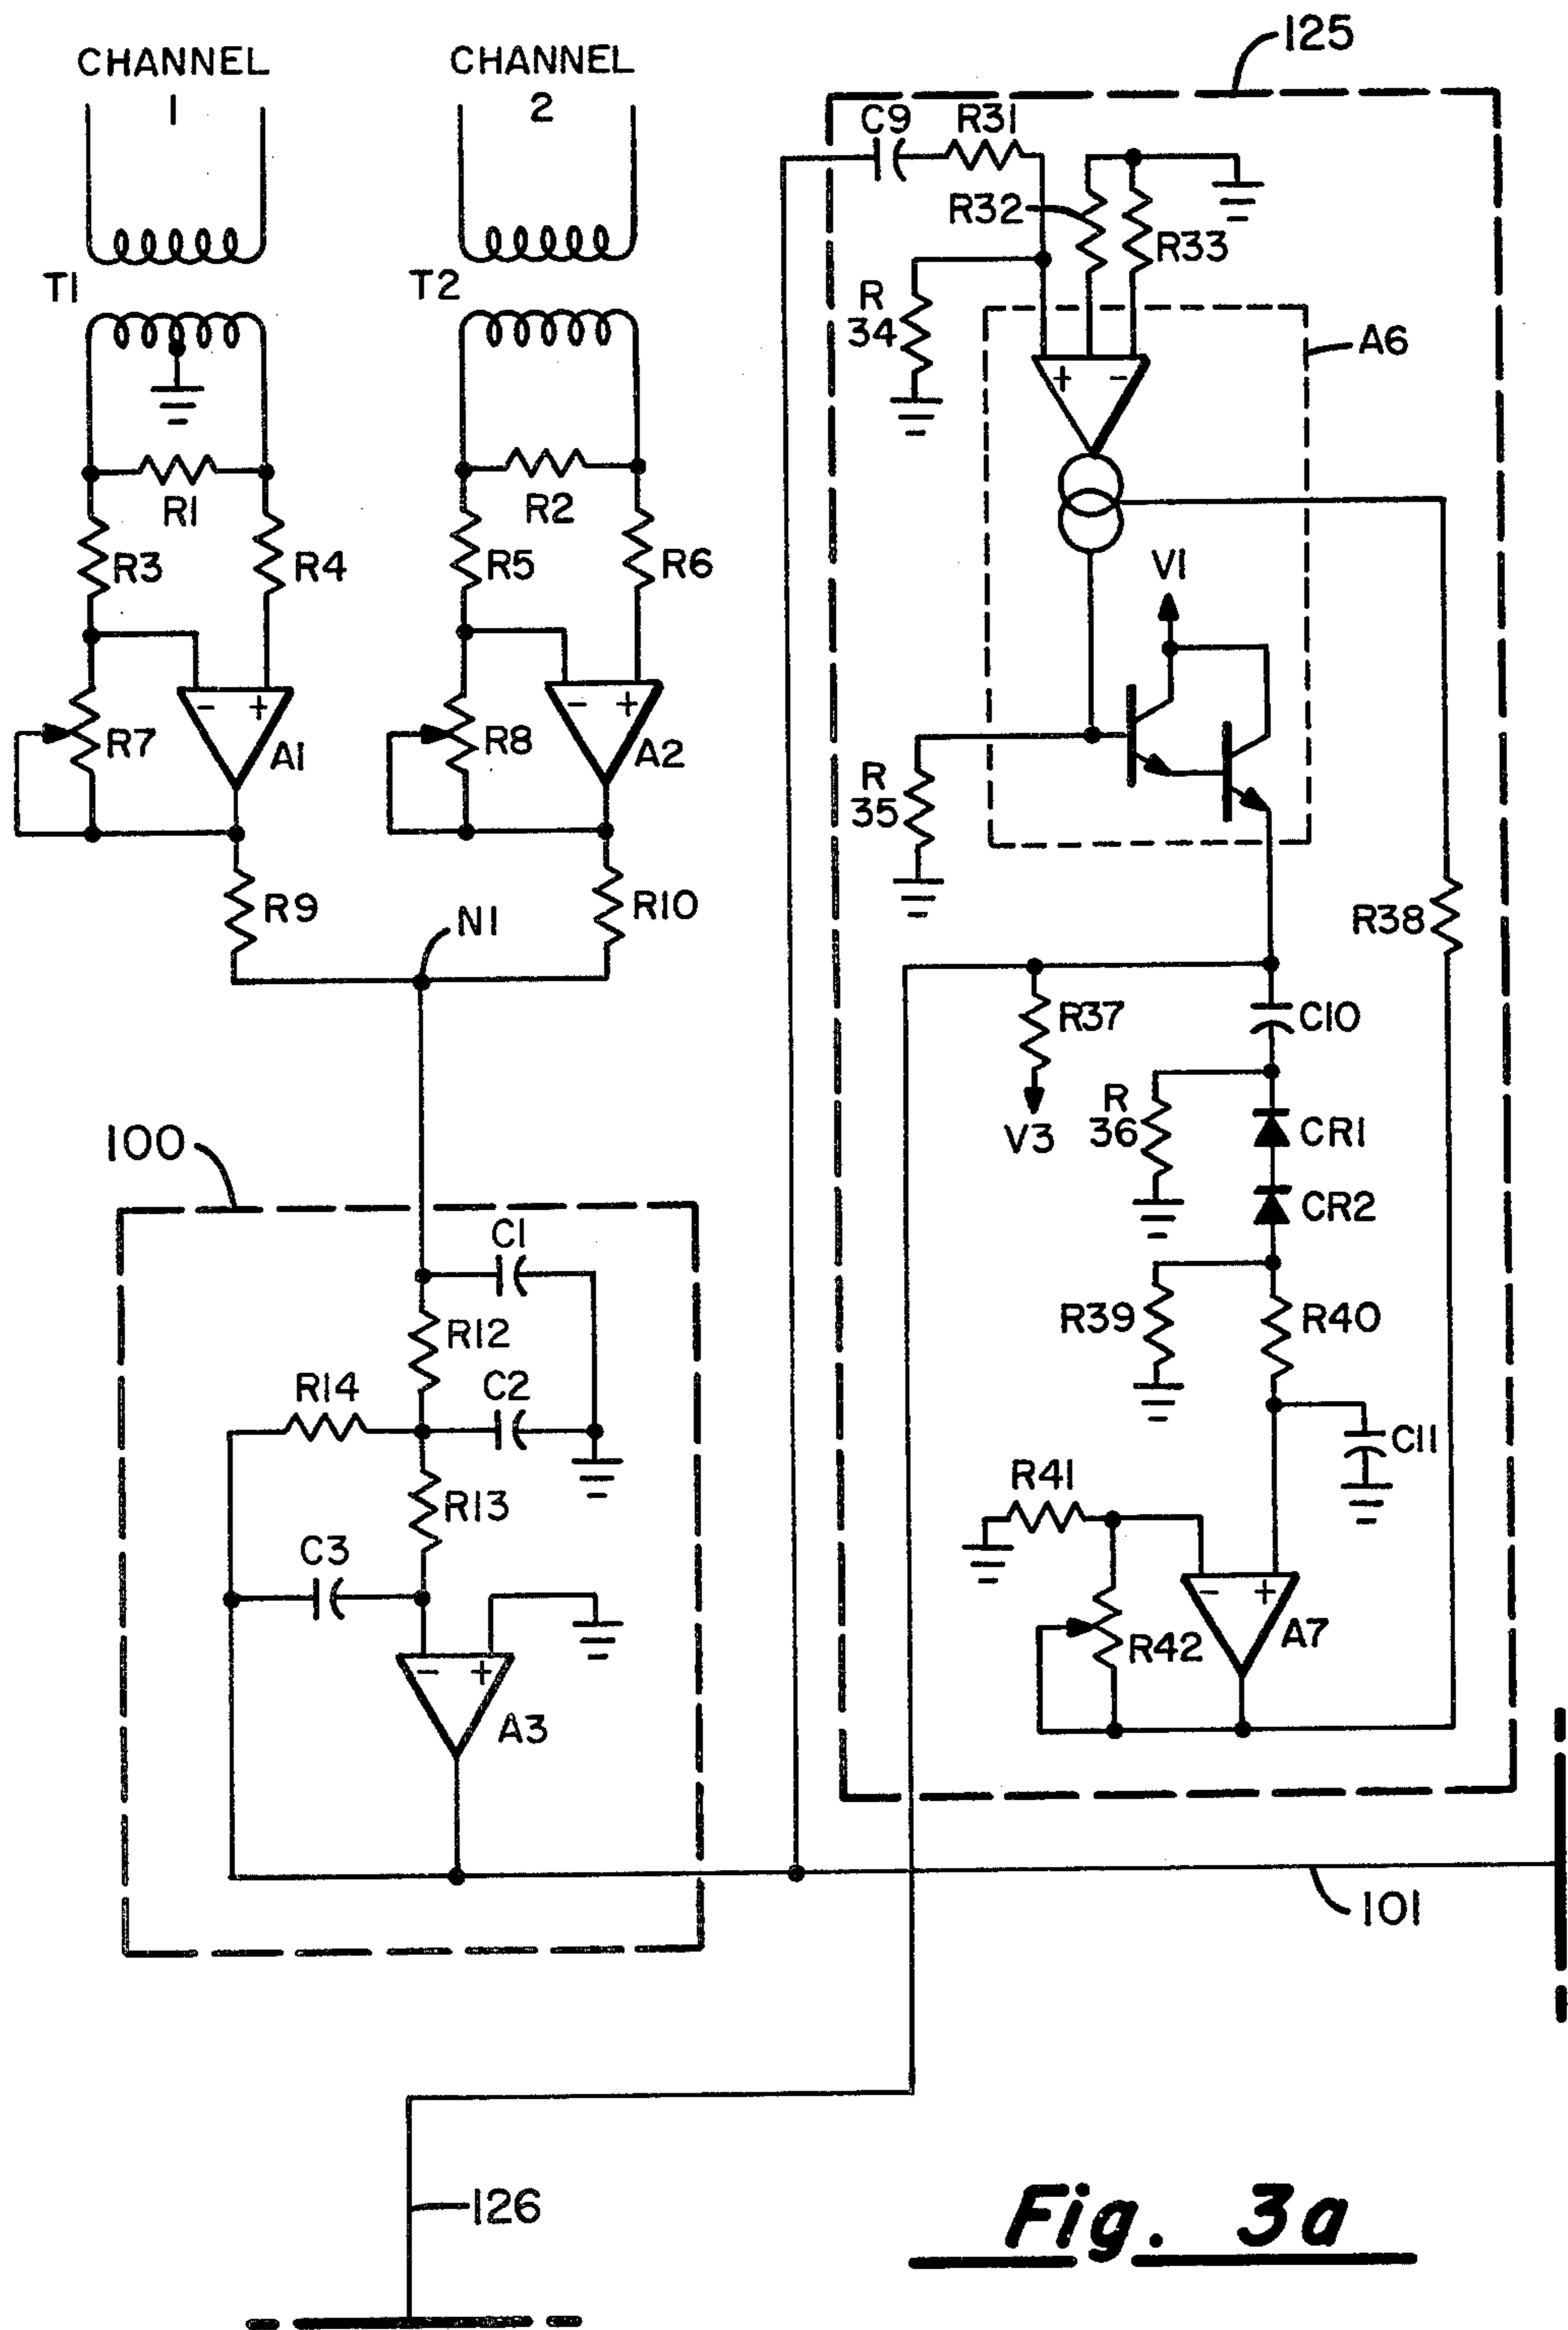 CHANNEL
1
CHANNEL
2
T1
T2
R1
R2
R3
R4
R5
R6
- +
- +
R7
A1
R8
A2
R9
R10
N1
100
C1
R12
R14
C2
R13
C3
- +
A3
125
C9
R31
R32
R33
R
34
A6
+ -
V1
R
35
R38
R37
C10
V3
R
36
CR1
CR2
R39
R40
C11
R41
- +
R42
A7
101
126
Fig. 3a